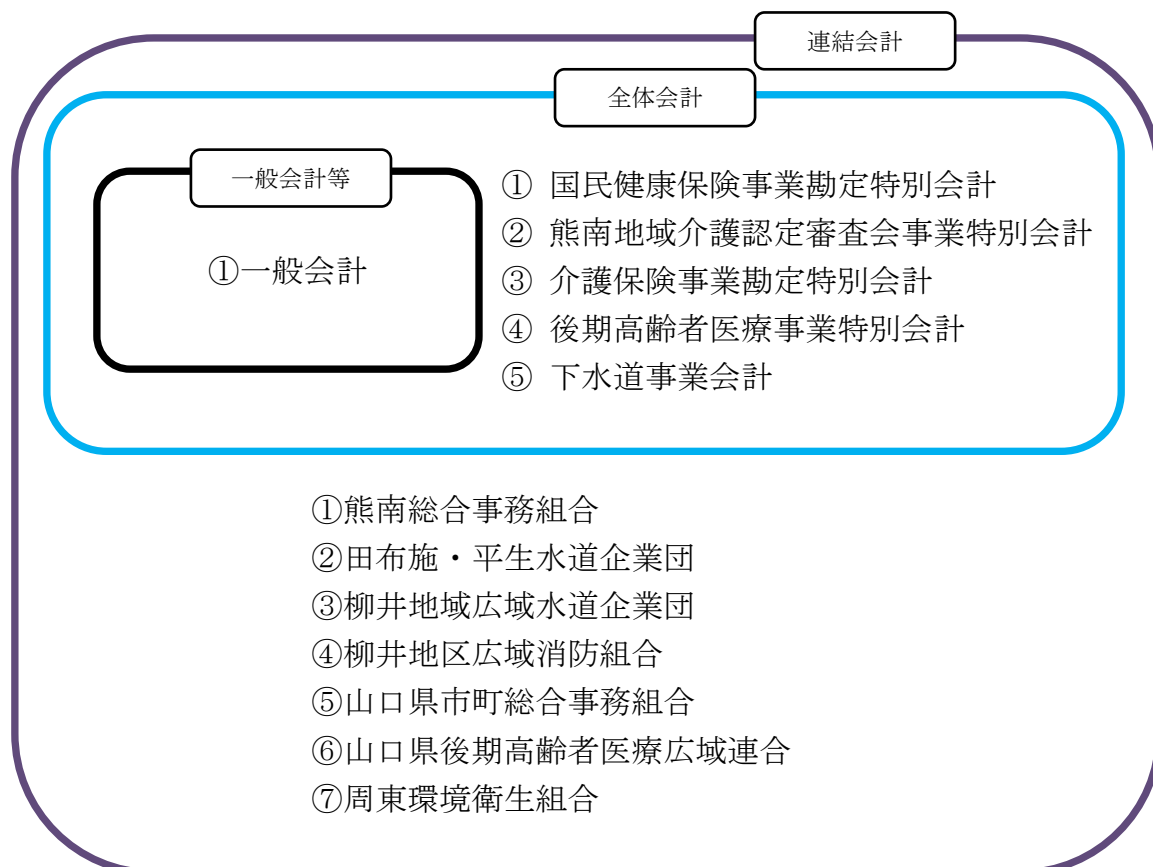 連結会計
全体会計
一般会計等
①一般会計
① 国民健康保険事業勘定特別会計
② 熊南地域介護認定審査会事業特別会計
③ 介護保険事業勘定特別会計
④ 後期高齢者医療事業特別会計
⑤ 下水道事業会計
①熊南総合事務組合
②田布施・平生水道企業団
③柳井地域広域水道企業団
④柳井地区広域消防組合
⑤山口県市町総合事務組合
⑥山口県後期高齢者医療広域連合
⑦周東環境衛生組合